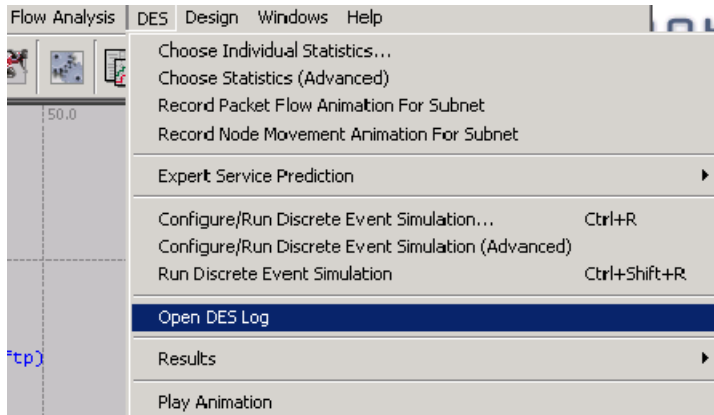 Flow Analysis DES Design Windows Help
Choose Individual Statistics...
Choose Statistics (Advanced)
50.0
Record Packet Flow Animation For Subnet
Record Node Movement Animation For Subnet
Expert Service Prediction
Configure/Run Discrete Event Simulation... Ctrl+R
Configure/Run Discrete Event Simulation (Advanced)
Run Discrete Event Simulation Ctrl+Shift+R
Open DES Log
ftp)
Results
Play Animation